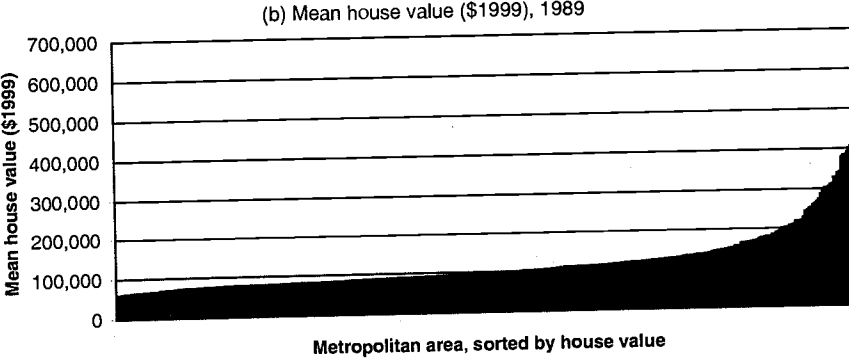 (b) Mean house value ($1999), 1989
Mean house value ($1999)
700,000
600,000
500,000
400,000
300,000
200,000
100,000
0
Metropolitan area, sorted by house value